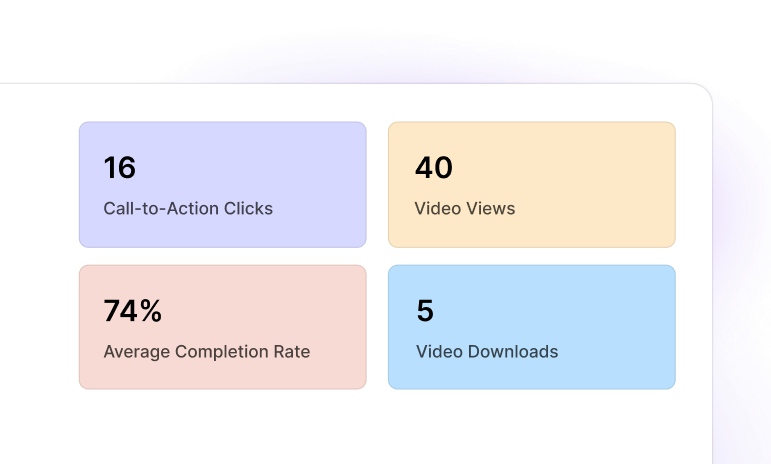 16
Call-to-Action Clicks
40
Video Views
74%
Average Completion Rate
5
Video Downloads